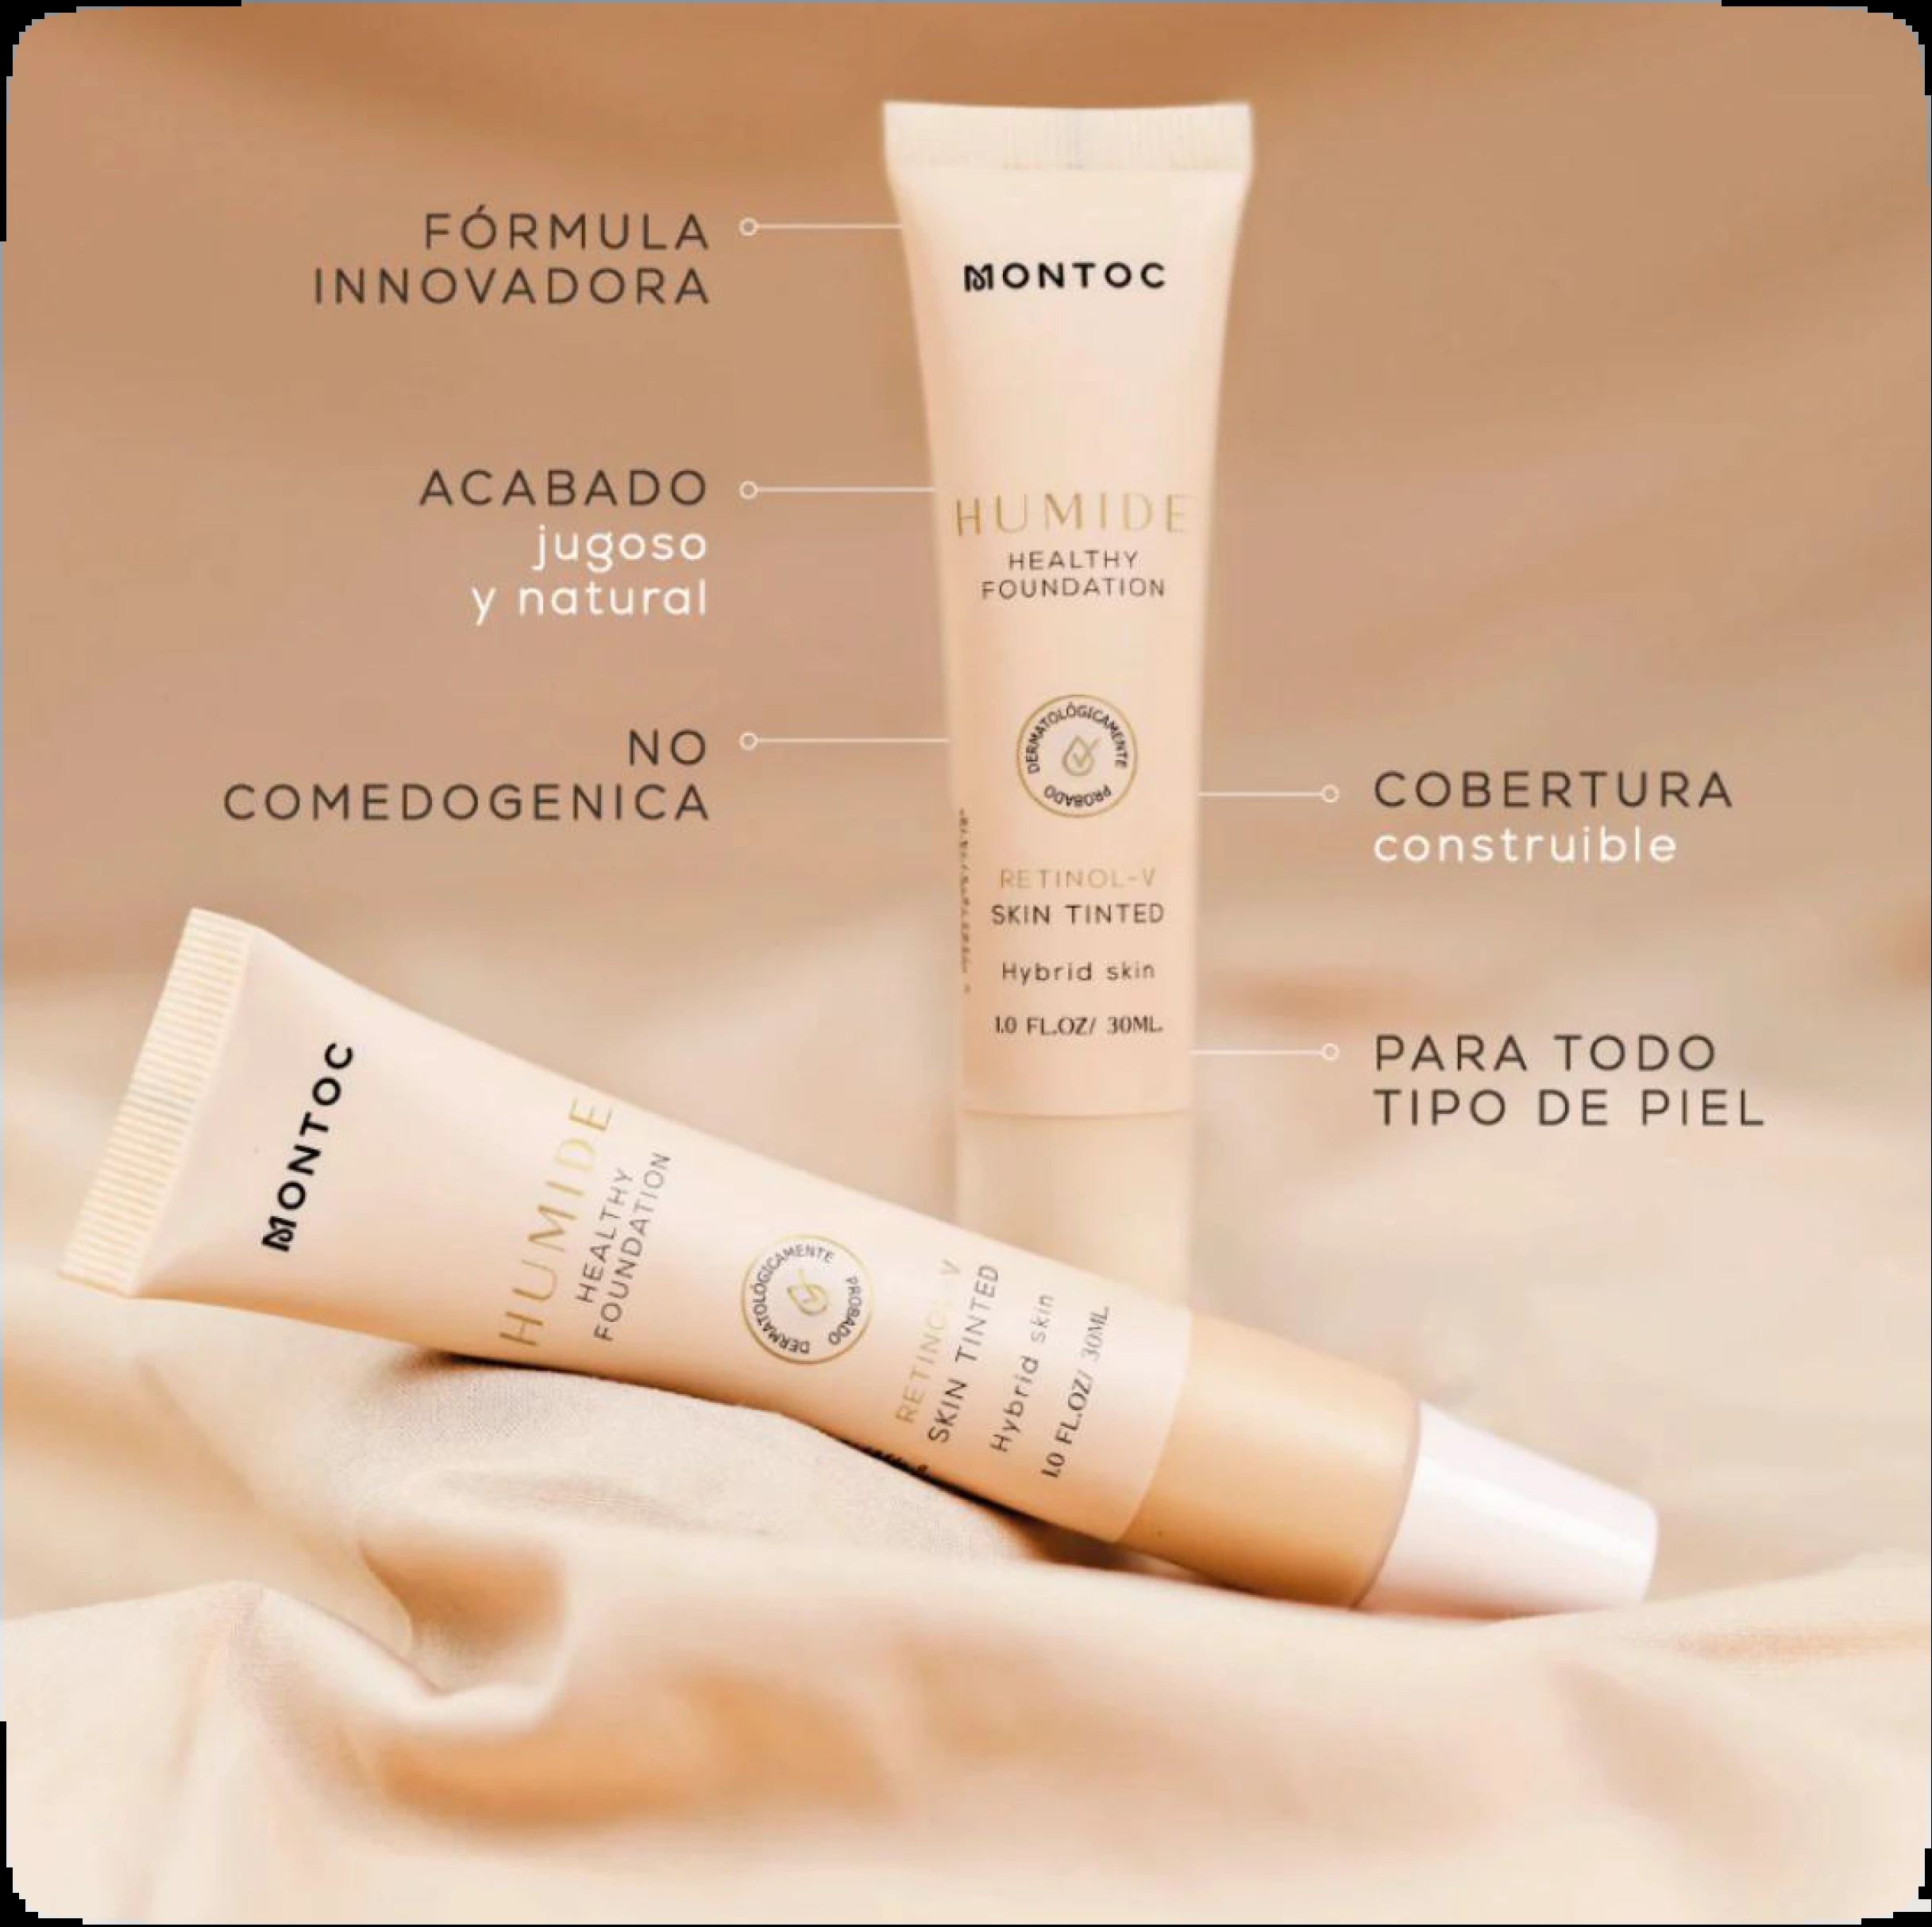 FÓRMULA
INNOVADORA
ACABADO
jugoso
y natural
NO
COMEDOGENICA
COBERTURA
construible
PARA TODO
TIPO DE PIEL
MONTOC
HUMIDE
HEALTHY
FOUNDATION
DERMATOLÓGICAMENTE
PROBADO
RETINOL-V
SKIN TINTED
Hybrid skin
1.0 FL.OZ/ 30ML.
MONTOC
HUMIDE
HEALTHY
FOUNDATION
DERMATOLÓGICAMENTE
PROBADO
RETINOL-V
SKIN TINTED
Hybrid skin
1.0 FL.OZ/ 30ML.